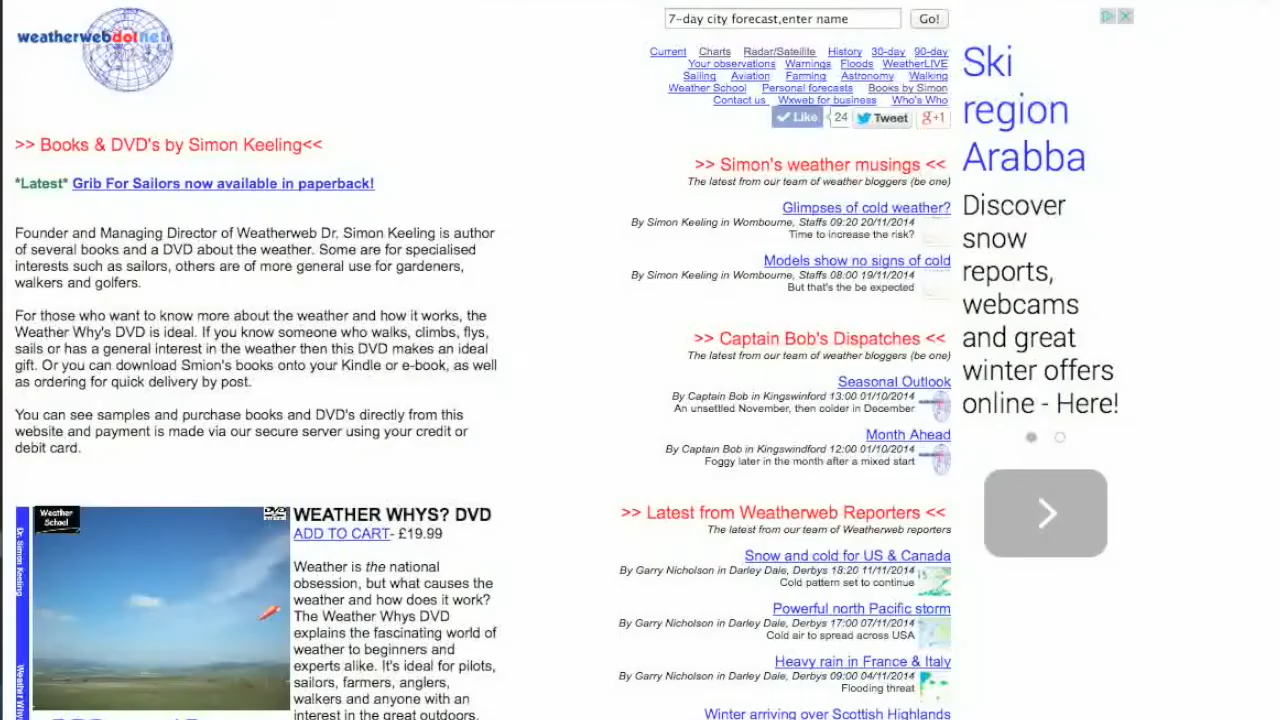 weatherwebdotnet
7-day city forecast,enter name
Go!
Current Charts Radar/Satellite History 30-day 90-day
Your observations Warnings Floods WeatherLIVE
Sailing Aviation Farming Astronomy Walking
Weather School Personal forecasts Books by Simon
Contact us Wxweb for business Who's Who
Like 24 Tweet g+1
>> Books & DVD's by Simon Keeling<<
*Latest* Grib For Sailors now available in paperback!
Founder and Managing Director of Weatherweb Dr. Simon Keeling is author
of several books and a DVD about the weather. Some are for specialised
interests such as sailors, others are of more general use for gardeners,
walkers and golfers.
For those who want to know more about the weather and how it works, the
Weather Why's DVD is ideal. If you know someone who walks, climbs, flys,
sails or has a general interest in the weather then this DVD makes an ideal
gift. Or you can download Smion's books onto your Kindle or e-book, as well
as ordering for quick delivery by post.
You can see samples and purchase books and DVD's directly from this
website and payment is made via our secure server using your credit or
debit card.
Weather
School
DVD
Dr. Simon Keeling
WEATHER WHYS? DVD
ADD TO CART- £19.99
Weather is the national
obsession, but what causes the
weather and how does it work?
The Weather Whys DVD
explains the fascinating world of
weather to beginners and
experts alike. It's ideal for pilots,
sailors, farmers, anglers,
walkers and anyone with an
interest in the great outdoors.
>> Simon's weather musings <<
The latest from our team of weather bloggers (be one)
Glimpses of cold weather?
By Simon Keeling in Wombourne, Staffs 09:20 20/11/2014
Time to increase the risk?
Models show no signs of cold
By Simon Keeling in Wombourne, Staffs 08:00 19/11/2014
But that's the be expected
>> Captain Bob's Dispatches <<
The latest from our team of weather bloggers (be one)
Seasonal Outlook
By Captain Bob in Kingswinford 13:00 01/10/2014
An unsettled November, then colder in December
Month Ahead
By Captain Bob in Kingswindford 12:00 01/10/2014
Foggy later in the month after a mixed start
>> Latest from Weatherweb Reporters <<
The latest from our team of Weatherweb reporters
Snow and cold for US & Canada
By Garry Nicholson in Darley Dale, Derbys 18:20 11/11/2014
Cold pattern set to continue
Powerful north Pacific storm
By Garry Nicholson in Darley Dale, Derbys 17:00 07/11/2014
Cold air to spread across USA
Heavy rain in France & Italy
By Garry Nicholson in Darley Dale, Derbys 09:00 04/11/2014
Flooding threat
Winter arriving over Scottish Highlands
Ski
region
Arabba
Discover
snow
reports,
webcams
and great
winter offers
online - Here!